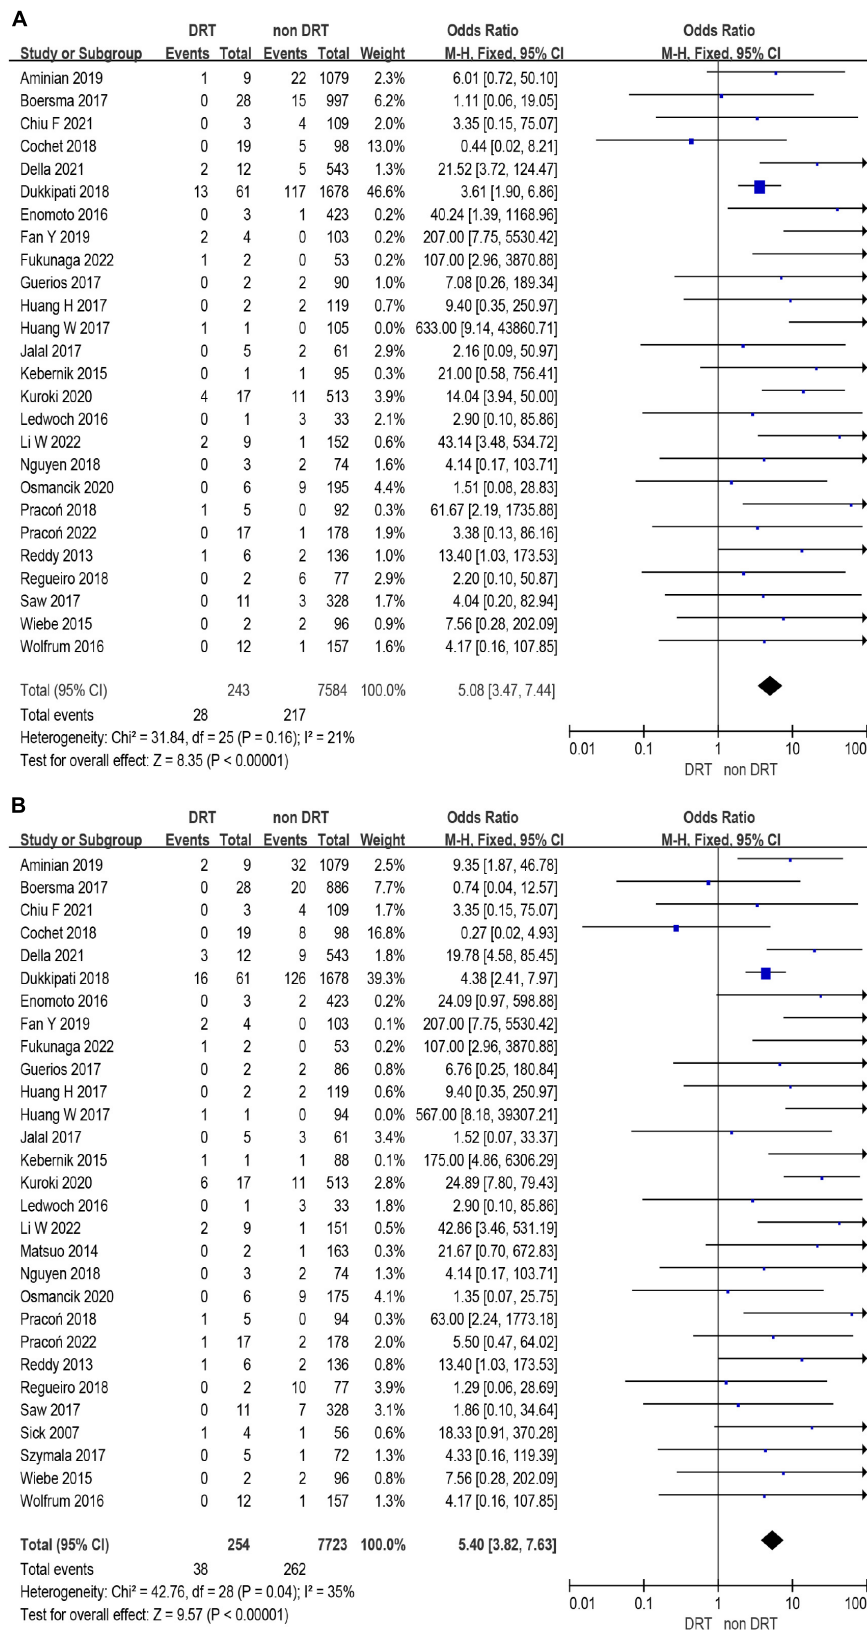 A
DRT non DRT Odds Ratio Odds Ratio
Study or Subgroup Events Total Events Total Weight M-H, Fixed, 95% CI M-H, Fixed, 95% CI
Aminian 2019 1 9 22 1079 2.3% 6.01 [0.72, 50.10]
Boersma 2017 0 28 15 997 6.2% 1.11 [0.06, 19.05]
Chiu F 2021 0 3 4 109 2.0% 3.35 [0.15, 75.07]
Cochet 2018 0 19 5 98 13.0% 0.44 [0.02, 8.21]
Della 2021 2 12 5 543 1.3% 21.52 [3.72, 124.47]
Dukkipati 2018 13 61 117 1678 46.6% 3.61 [1.90, 6.86]
Enomoto 2016 0 3 1 423 0.2% 40.24 [1.39, 1168.96]
Fan Y 2019 2 4 0 103 0.2% 207.00 [7.75, 5530.42]
Fukunaga 2022 1 2 0 53 0.2% 107.00 [2.96, 3870.88]
Guerios 2017 0 2 2 90 1.0% 7.08 [0.26, 189.34]
Huang H 2017 0 2 2 119 0.7% 9.40 [0.35, 250.97]
Huang W 2017 1 1 0 105 0.0% 633.00 [9.14, 43860.71]
Jalal 2017 0 5 2 61 2.9% 2.16 [0.09, 50.97]
Kebernik 2015 0 1 1 95 0.3% 21.00 [0.58, 756.41]
Kuroki 2020 4 17 11 513 3.9% 14.04 [3.94, 50.00]
Ledwoch 2016 0 1 3 33 2.1% 2.90 [0.10, 85.86]
Li W 2022 2 9 1 152 0.6% 43.14 [3.48, 534.72]
Nguyen 2018 0 3 2 74 1.6% 4.14 [0.17, 103.71]
Osmancik 2020 0 6 9 195 4.4% 1.51 [0.08, 28.83]
Pracoń 2018 1 5 0 92 0.2% 61.67 [2.19, 1735.88]
Pracoń 2022 0 17 1 178 1.9% 3.38 [0.13, 86.16]
Reddy 2013 1 6 2 136 0.9% 13.40 [1.03, 173.53]
Regueiro 2018 0 2 6 77 2.9% 2.20 [0.10, 50.87]
Saw 2017 0 11 3 328 1.7% 4.04 [0.20, 82.94]
Wiebe 2015 0 2 2 96 0.9% 7.56 [0.28, 202.09]
Wolfrum 2016 0 12 1 157 1.6% 4.17 [0.16, 107.85]
Total (95% CI) 243 7584 100.0% 5.08 [3.47, 7.44]
Total events 28 217
Heterogeneity: Chi² = 31.84, df = 25 (P = 0.16); I² = 21%
Test for overall effect: Z = 8.35 (P < 0.00001)
0.01 0.1 1 10 100
DRT non DRT
B
DRT non DRT Odds Ratio Odds Ratio
Study or Subgroup Events Total Events Total Weight M-H, Fixed, 95% CI M-H, Fixed, 95% CI
Aminian 2019 2 9 32 1079 2.5% 9.35 [1.87, 46.78]
Boersma 2017 0 28 20 886 7.7% 0.74 [0.04, 12.57]
Chiu F 2021 0 3 4 109 1.7% 3.35 [0.15, 75.07]
Cochet 2018 0 19 8 98 16.8% 0.27 [0.02, 4.93]
Della 2021 3 12 9 543 1.8% 19.78 [4.58, 85.45]
Dukkipati 2018 16 61 126 1678 39.3% 4.38 [2.41, 7.97]
Enomoto 2016 0 3 2 423 0.2% 24.09 [0.97, 598.88]
Fan Y 2019 2 4 0 103 0.1% 207.00 [7.75, 5530.42]
Fukunaga 2022 1 2 0 53 0.2% 107.00 [2.96, 3870.88]
Guerios 2017 0 2 2 86 0.8% 6.76 [0.25, 180.84]
Huang H 2017 0 2 2 119 0.6% 9.40 [0.35, 250.97]
Huang W 2017 1 1 0 94 0.0% 567.00 [8.18, 39307.21]
Jalal 2017 0 5 3 61 3.4% 1.52 [0.07, 33.37]
Kebernik 2015 1 1 1 88 0.1% 175.00 [4.86, 6306.29]
Kuroki 2020 6 17 11 513 2.8% 24.89 [7.80, 79.43]
Ledwoch 2016 0 1 3 33 1.8% 2.90 [0.10, 85.86]
Li W 2022 2 9 1 151 0.5% 42.86 [3.46, 531.19]
Matsuo 2014 0 2 1 163 0.3% 21.67 [0.70, 672.83]
Nguyen 2018 0 3 2 74 1.3% 4.14 [0.17, 103.71]
Osmancik 2020 0 6 9 175 4.1% 1.35 [0.07, 25.75]
Pracoń 2018 1 5 0 94 0.3% 63.00 [2.24, 1773.18]
Pracoń 2022 1 17 2 178 2.0% 5.50 [0.47, 64.02]
Reddy 2013 1 6 2 136 0.8% 13.40 [1.03, 173.53]
Regueiro 2018 0 2 10 77 3.9% 1.29 [0.06, 28.69]
Saw 2017 0 11 7 328 3.1% 1.86 [0.10, 34.64]
Sick 2007 1 4 1 56 0.6% 18.33 [0.91, 370.28]
Szymala 2017 0 5 1 72 1.3% 4.33 [0.16, 119.39]
Wiebe 2015 0 2 2 96 0.8% 7.56 [0.28, 202.09]
Wolfrum 2016 0 12 1 157 1.3% 4.17 [0.16, 107.85]
Total (95% CI) 254 7723 100.0% 5.40 [3.82, 7.63]
Total events 38 262
Heterogeneity: Chi² = 42.76, df = 28 (P = 0.04); I² = 35%
Test for overall effect: Z = 9.57 (P < 0.00001)
0.01 0.1 1 10 100
DRT non DRT